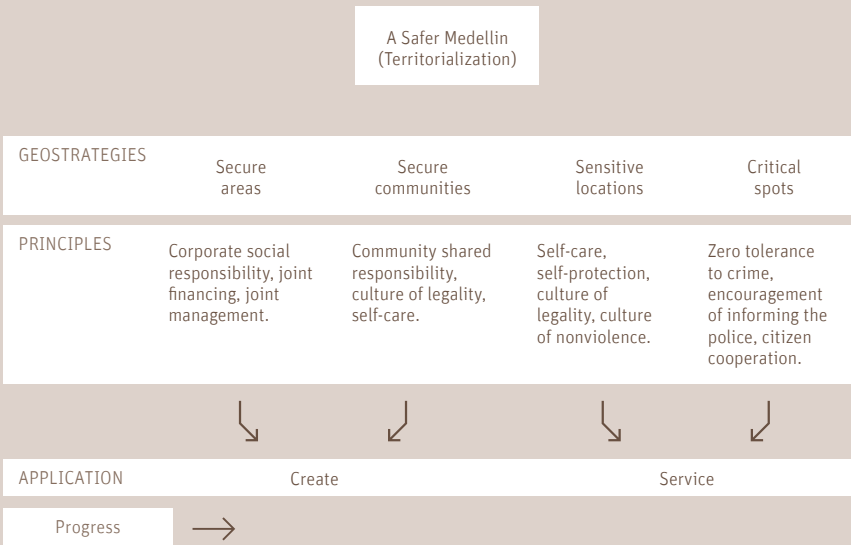 A Safer Medellin
(Territorialization)
GEOSTRATEGIES
Secure
areas
Secure
communities
Sensitive
locations
Critical
spots
PRINCIPLES
Corporate social
responsibility, joint
financing, joint
management.
Community shared
responsibility,
culture of legality,
self-care.
Self-care,
self-protection,
culture of
legality, culture
of nonviolence.
Zero tolerance
to crime,
encouragement
of informing the
police, citizen
cooperation.
APPLICATION
Create
Service
Progress